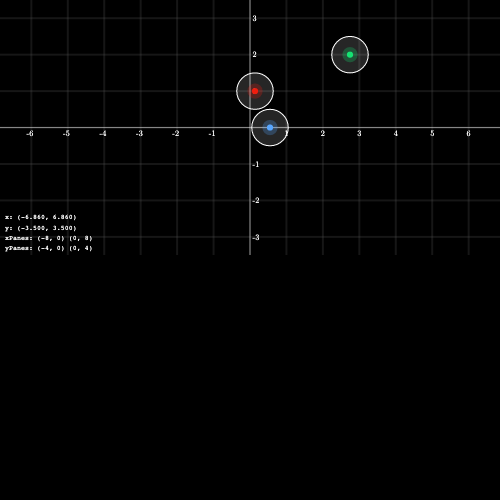 3
2
-6 -5 -4 -3 -2 -1 1 2 3 4 5 6
-1
-2
-3
x: (-6.860, 6.860)
y: (-3.500, 3.500)
xPanes: (-8, 0) (0, 8)
yPanes: (-4, 0) (0, 4)